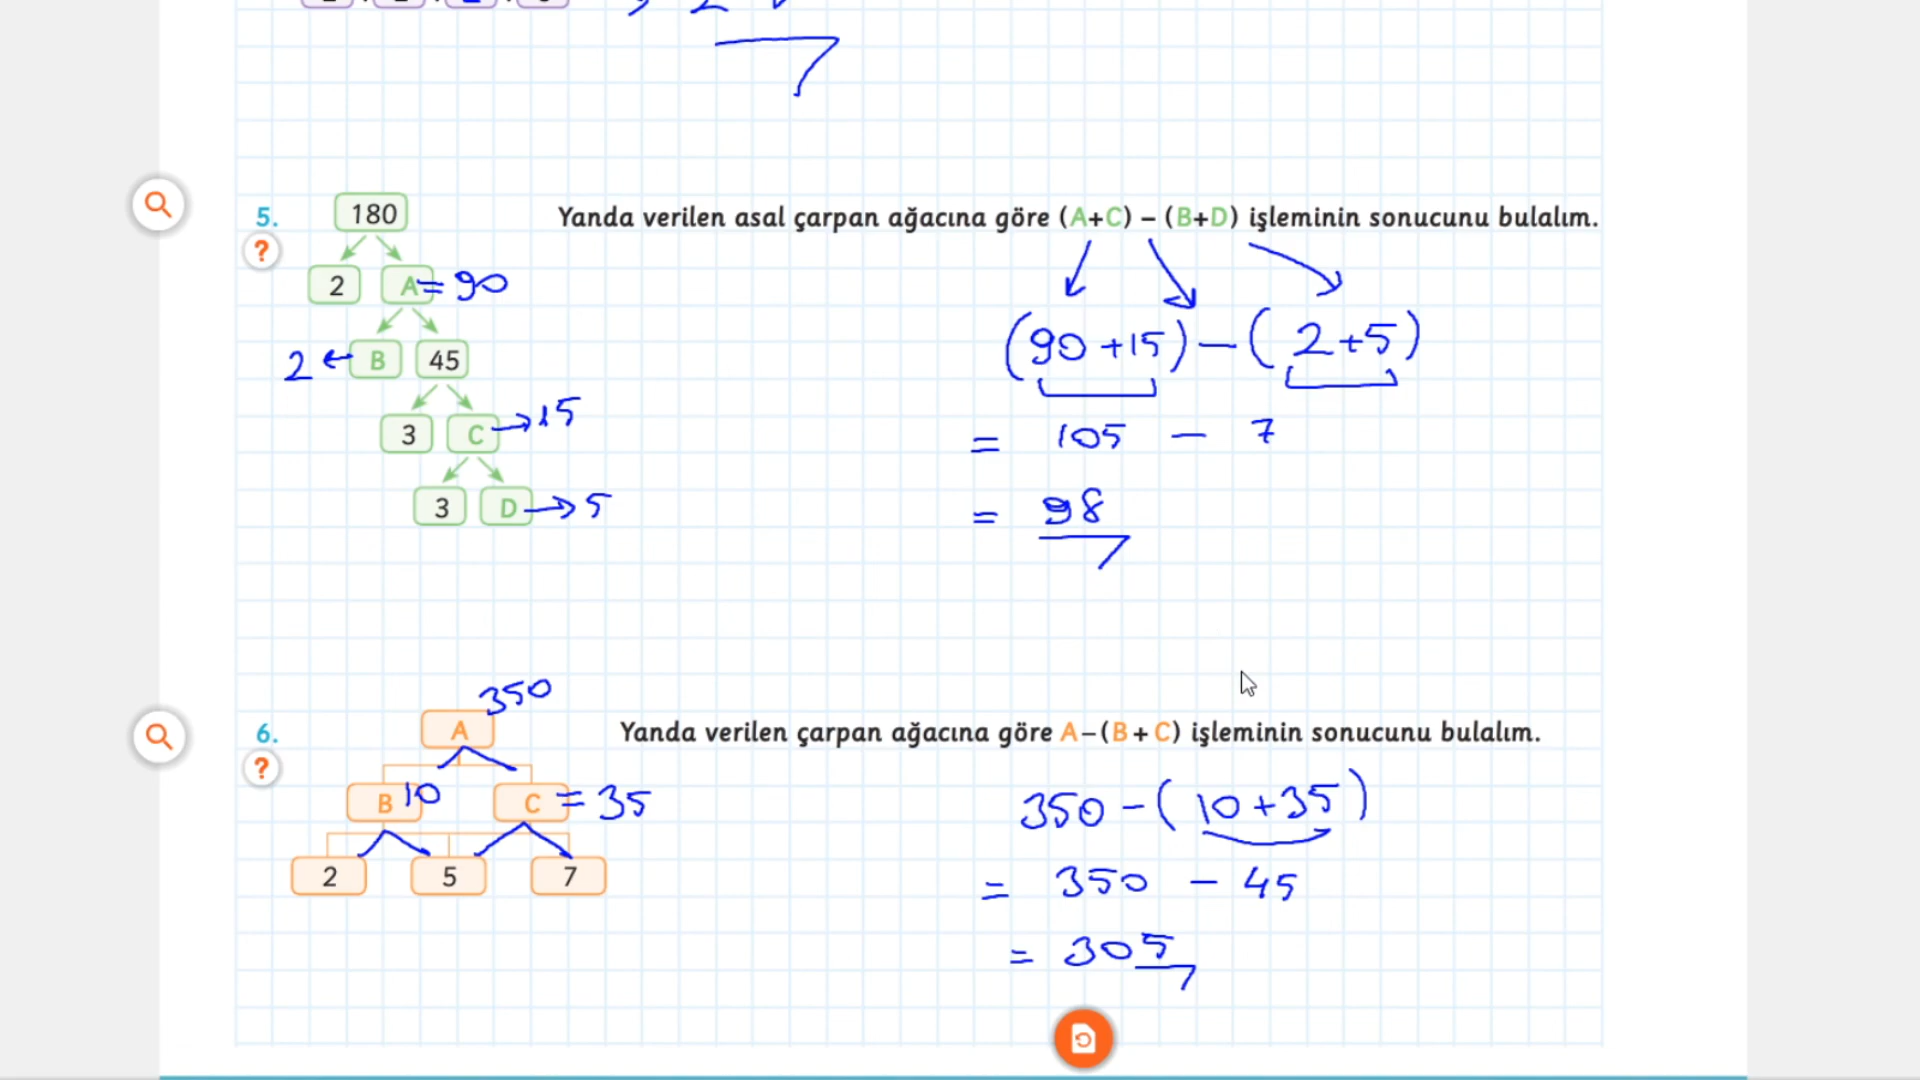 5.
180
Yanda verilen asal çarpan ağacına göre (A+C) – (B+D) işleminin sonucunu bulalım.
?
2 A = 90
2 ← B 45
(90+15) – (2+5)
3 C → 15
= 105 – 7
3 D → 5
= 98
350
6.
A
Yanda verilen çarpan ağacına göre A–(B + C) işleminin sonucunu bulalım.
?
B 10 C = 35
350 – (10+35)
2 5 7
= 350 – 45
= 305